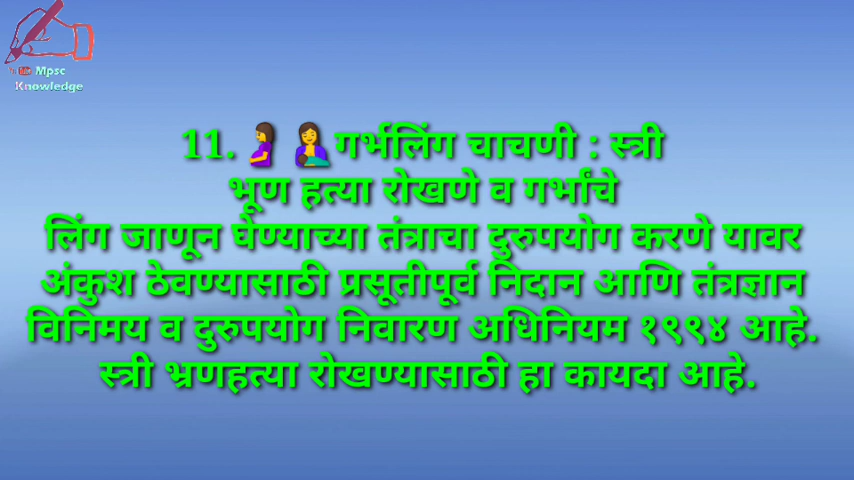 Mpsc
Knowledge
11.🤰🤱गर्भलिंग चाचणी : स्त्री
भूण हत्या रोखणे व गर्भांचे
लिंग जाणून घेण्याच्या तंत्राचा दुरुपयोग करणे यावर
अंकुश ठेवण्यासाठी प्रसूतीपूर्व निदान आणि तंत्रज्ञान
विनिमय व दुरुपयोग निवारण अधिनियम १९९४ आहे.
स्त्री भ्रणहत्या रोखण्यासाठी हा कायदा आहे.